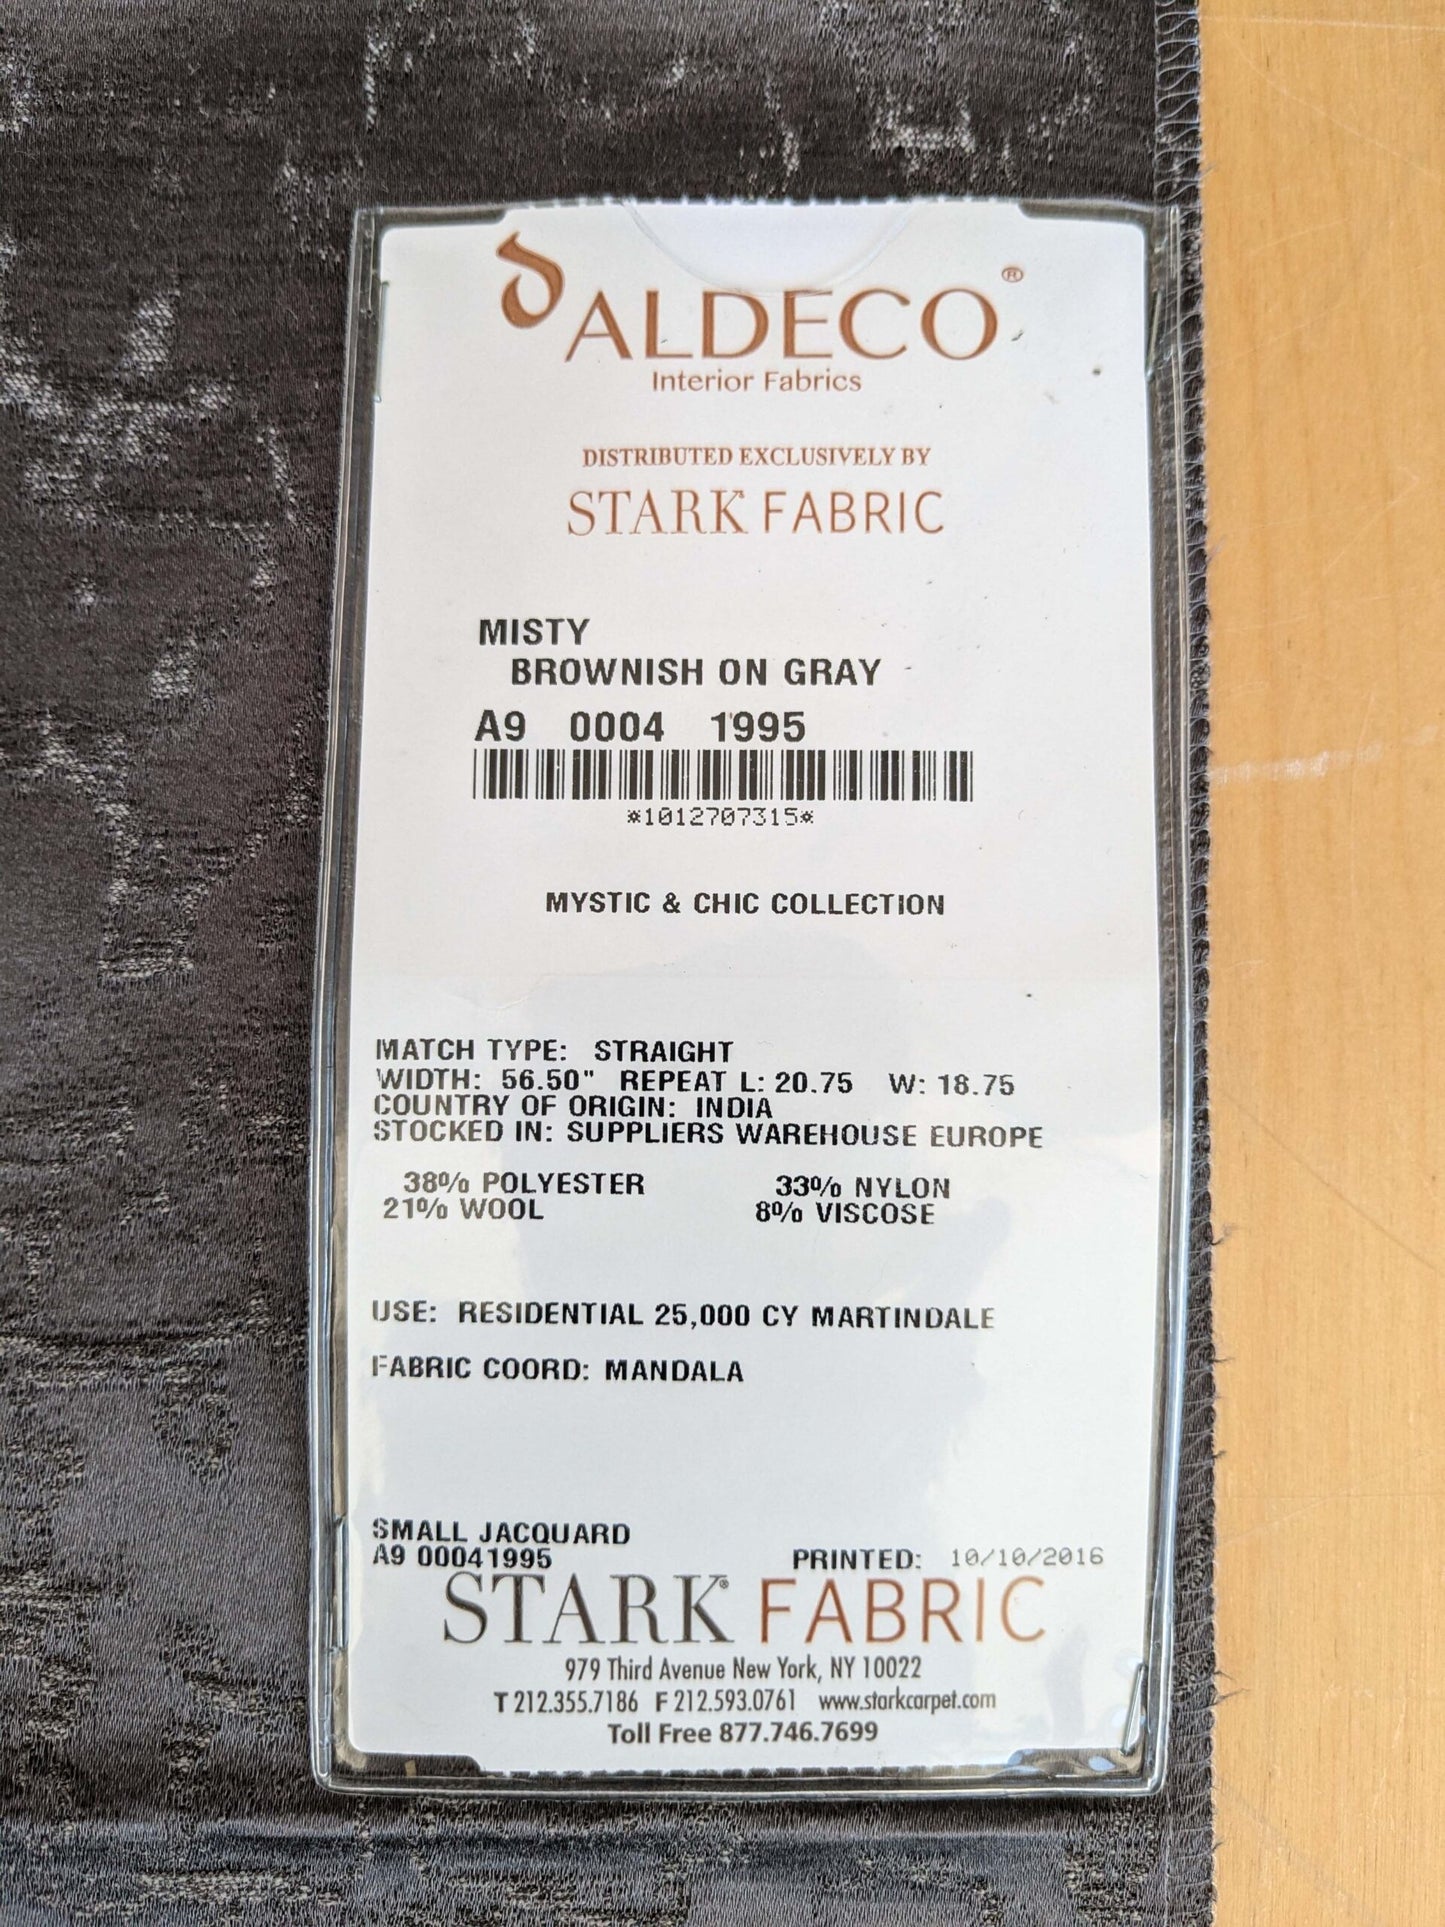 ALDECO®
Interior Fabrics
DISTRIBUTED EXCLUSIVELY BY
STARK® FABRIC
MISTY
BROWNISH ON GRAY
A9 0004 1995
*1012707315*
MYSTIC & CHIC COLLECTION
MATCH TYPE: STRAIGHT
WIDTH: 56.50" REPEAT L: 20.75 W: 18.75
COUNTRY OF ORIGIN: INDIA
STOCKED IN: SUPPLIERS WAREHOUSE EUROPE
38% POLYESTER 33% NYLON
21% WOOL 8% VISCOSE
USE: RESIDENTIAL 25,000 CY MARTINDALE
FABRIC COORD: MANDALA
SMALL JACQUARD
A9 00041995 PRINTED: 10/10/2016
STARK® FABRIC
979 Third Avenue New York, NY 10022
T 212.355.7186 F 212.593.0761 www.starkcarpet.com
Toll Free 877.746.7699